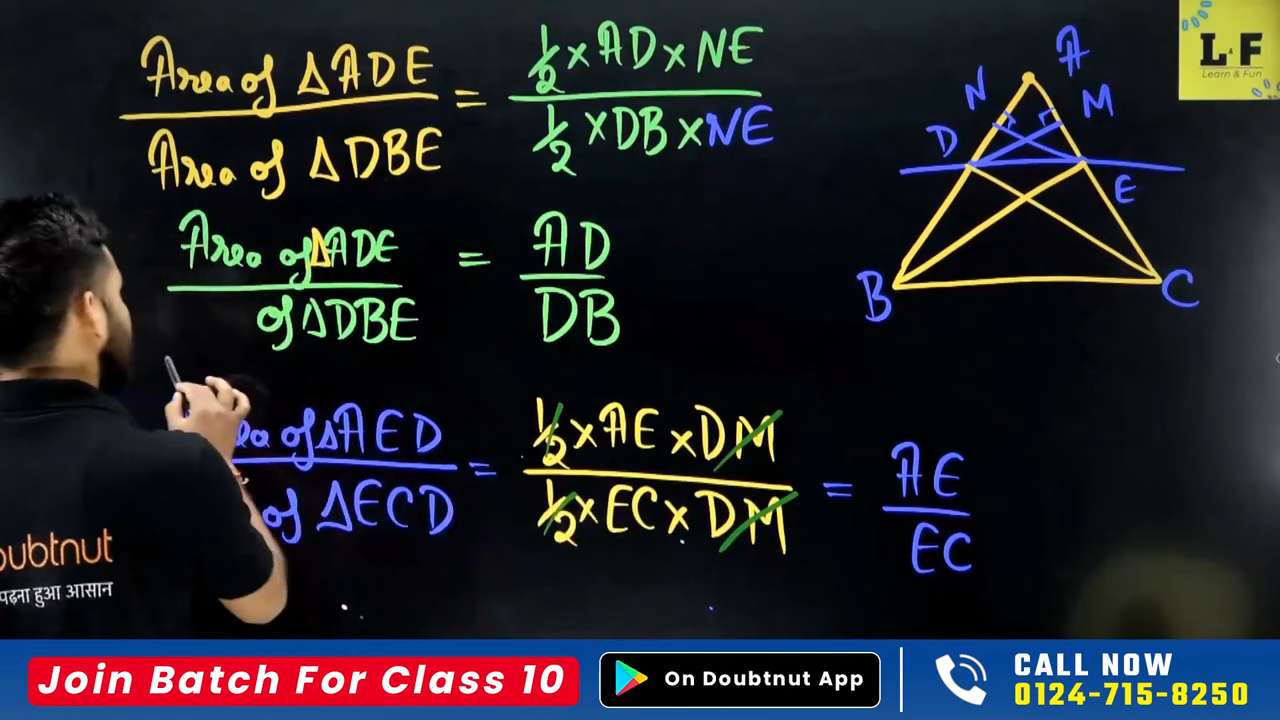 Area of ΔADE / Area of ΔDBE = ½ × AD × NE / ½ × DB × NE
Area of ΔADE / of ΔDBE = AD / DB
ea of ΔAED / of ΔECD = ½ × AE × DM / ½ × EC × DM = AE / EC
A
N
M
D
E
B
C
L&F
Learn & Fun
oubtnut
पढ़ना हुआ आसान
Join Batch For Class 10
On Doubtnut App
CALL NOW
0124-715-8250